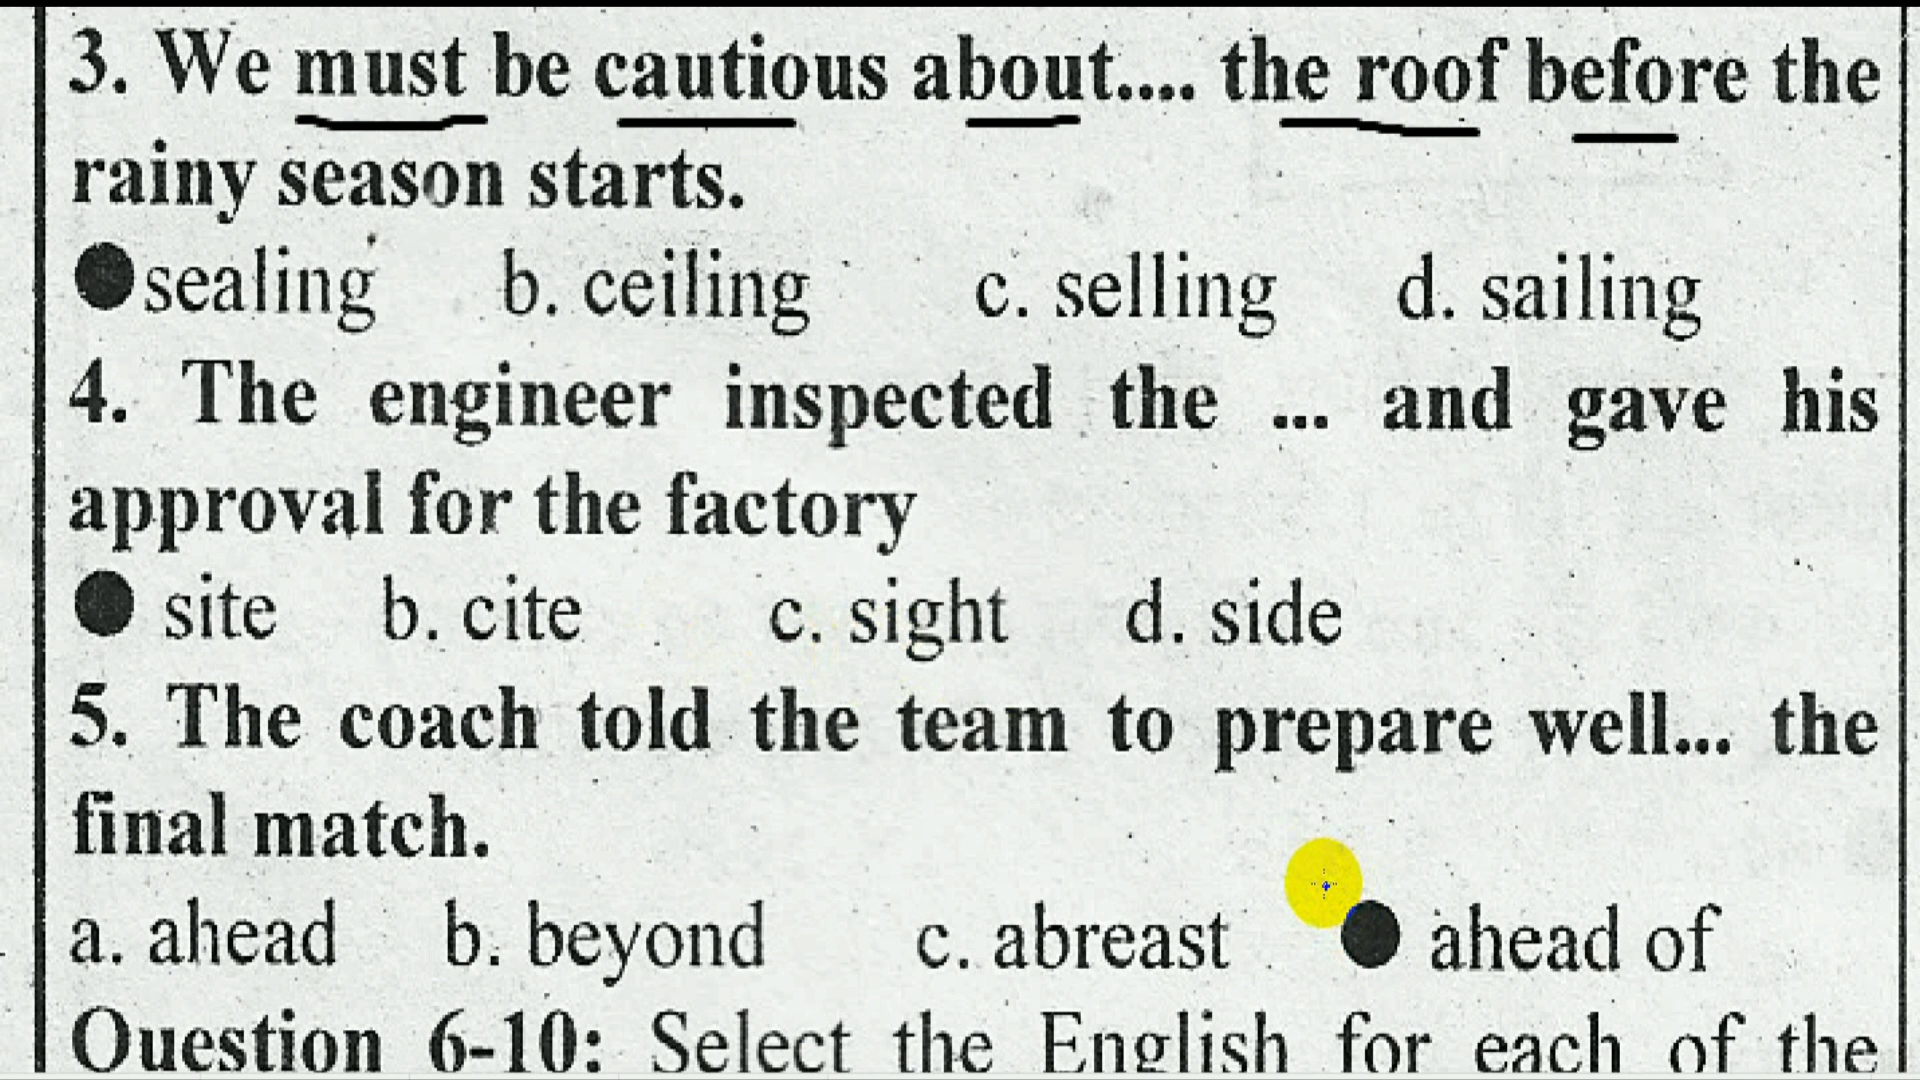 3. We must be cautious about.... the roof before the
rainy season starts.
sealing b. ceiling c. selling d. sailing
4. The engineer inspected the ... and gave his
approval for the factory
site b. cite c. sight d. side
5. The coach told the team to prepare well... the
final match.
a. ahead b. beyond c. abreast ahead of
Question 6-10: Select the English for each of the